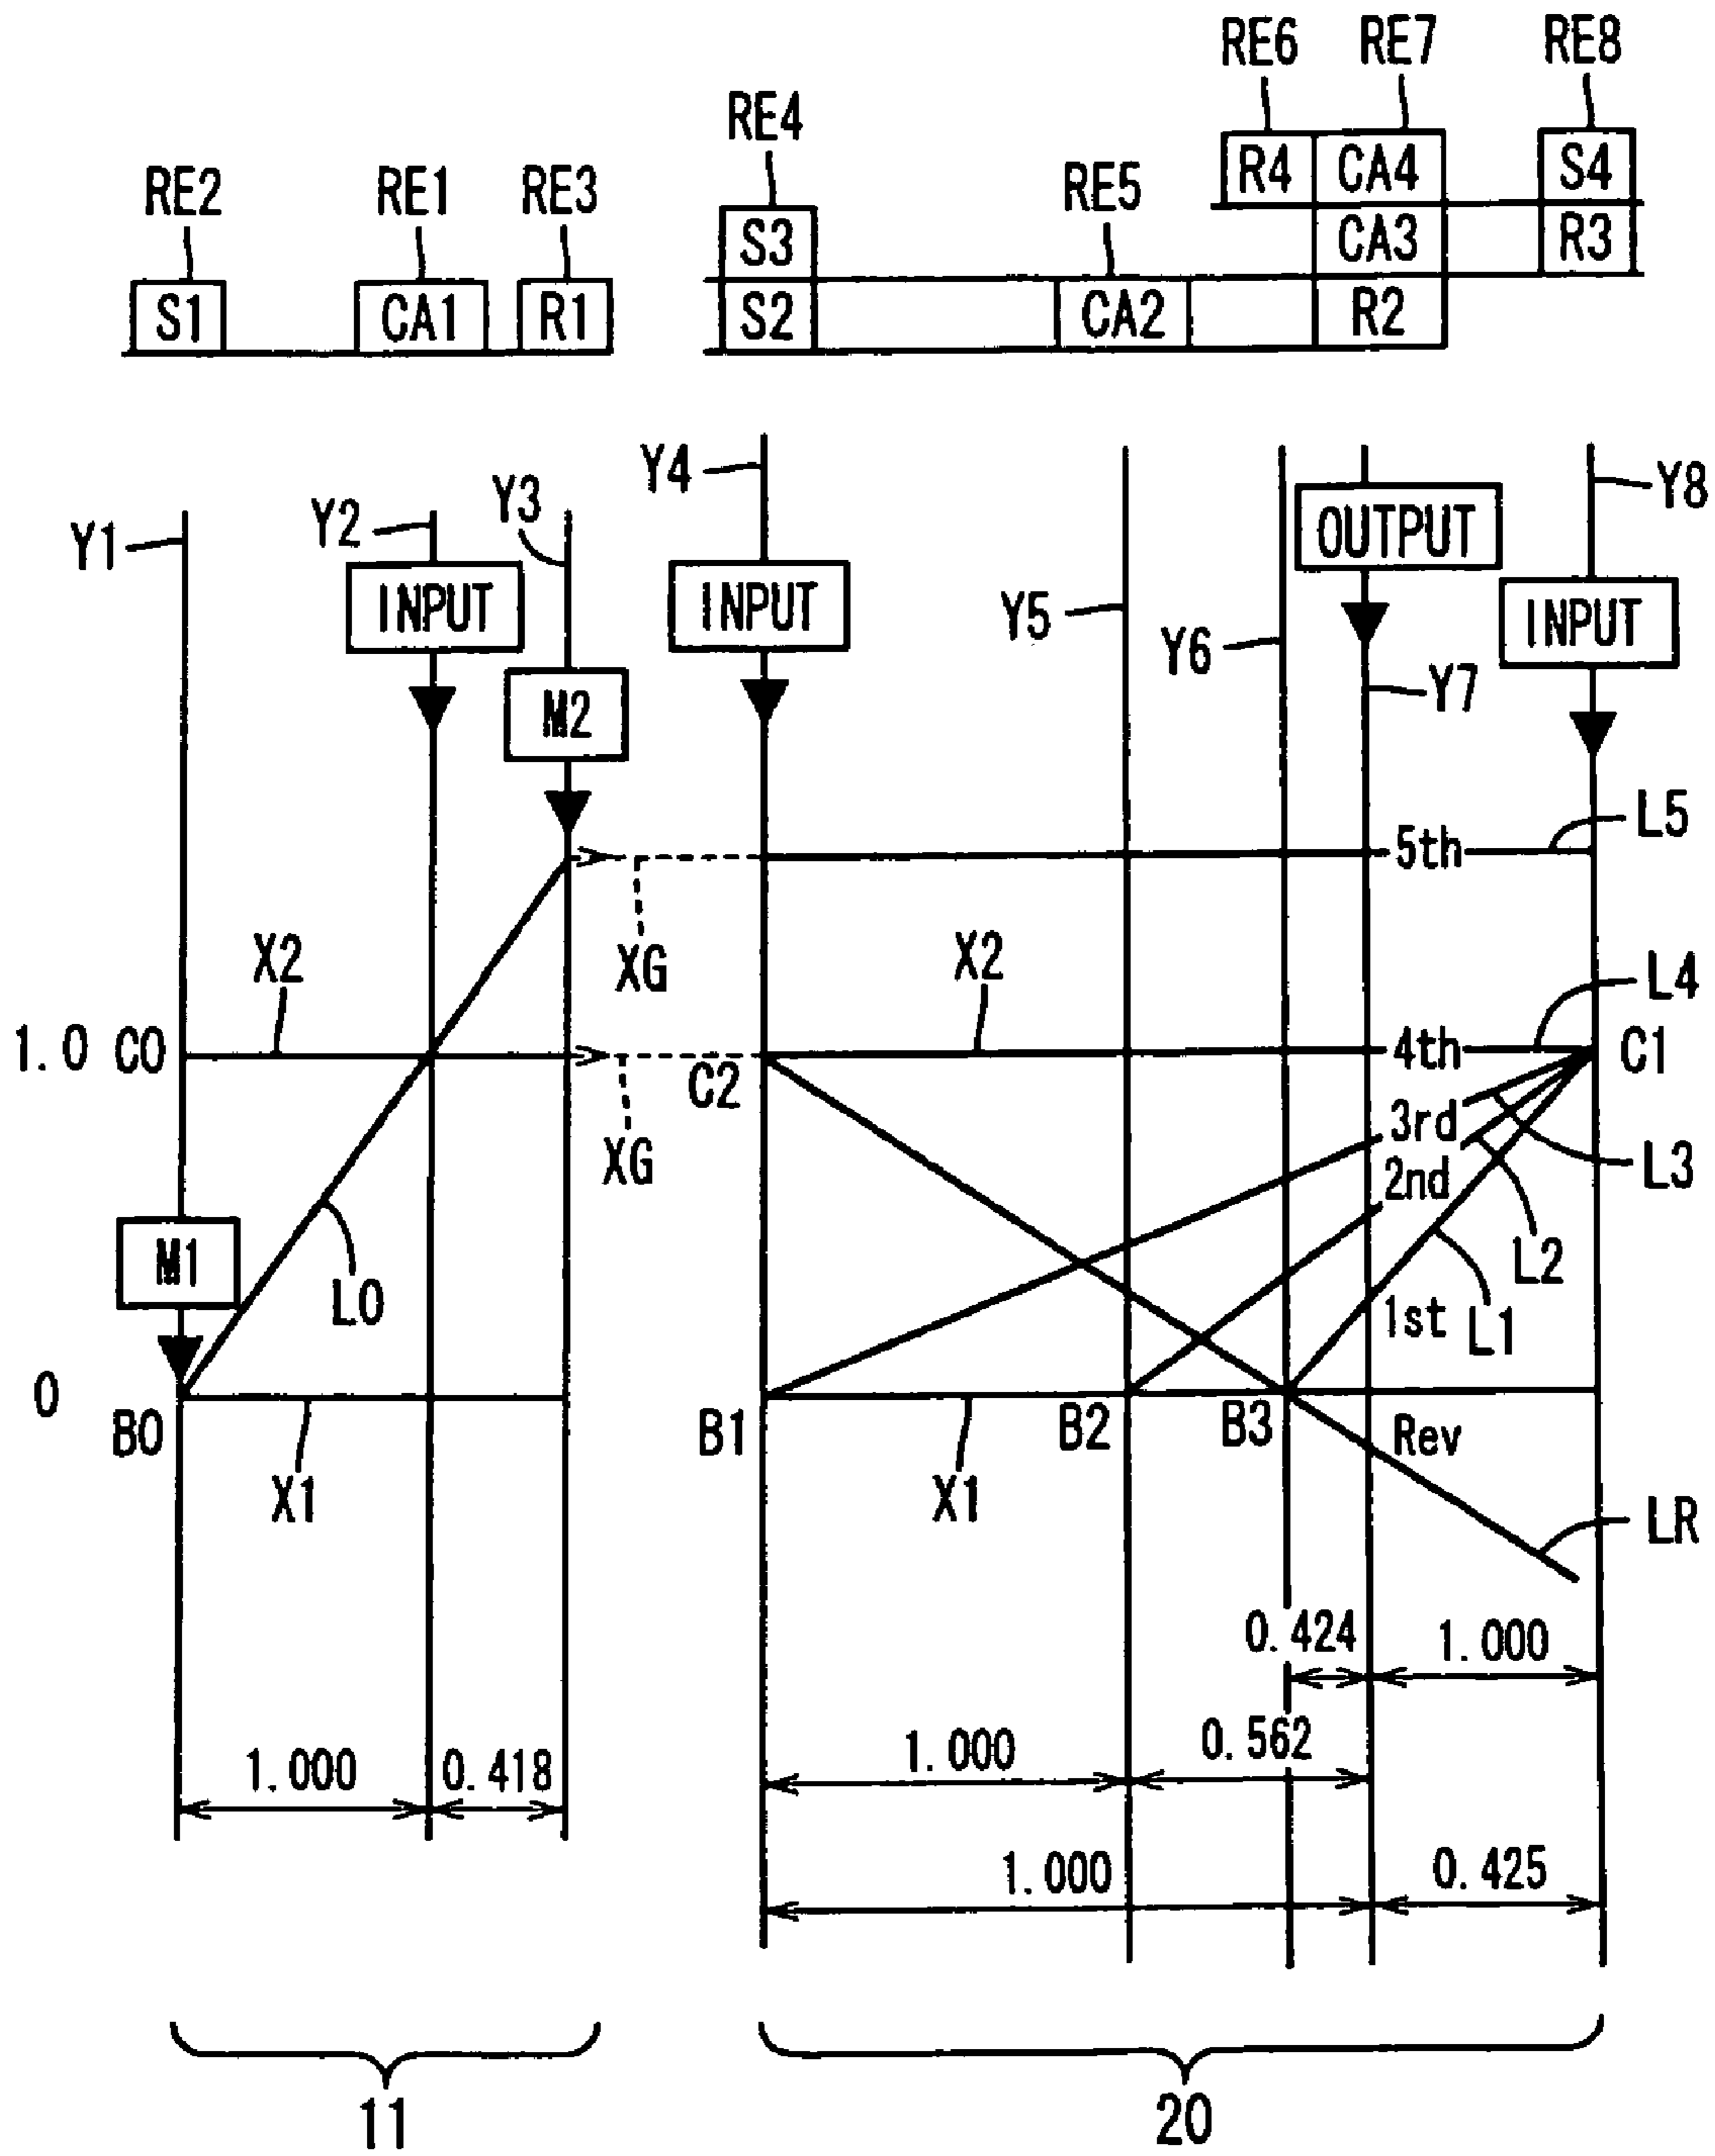 RE6 RE7 RE8
RE4
RE2 RE1 RE3 RE5
R4 CA4 S4
S3 CA3 R3
S1 CA1 R1 S2 CA2 R2
Y4 Y8
Y1 Y2 Y3
OUTPUT
INPUT INPUT Y5 INPUT
Y6
Y7
M2
5th L5
X2 XG X2 L4
1.0 C0 C2 4th C1
3rd
XG 2nd L3
M1 L0 L2
1st L1
0
B0 B1 B2 B3 Rev
X1 X1
LR
0.424 1.000
1.000 0.562
1.000 0.418
1.000 0.425
11 20